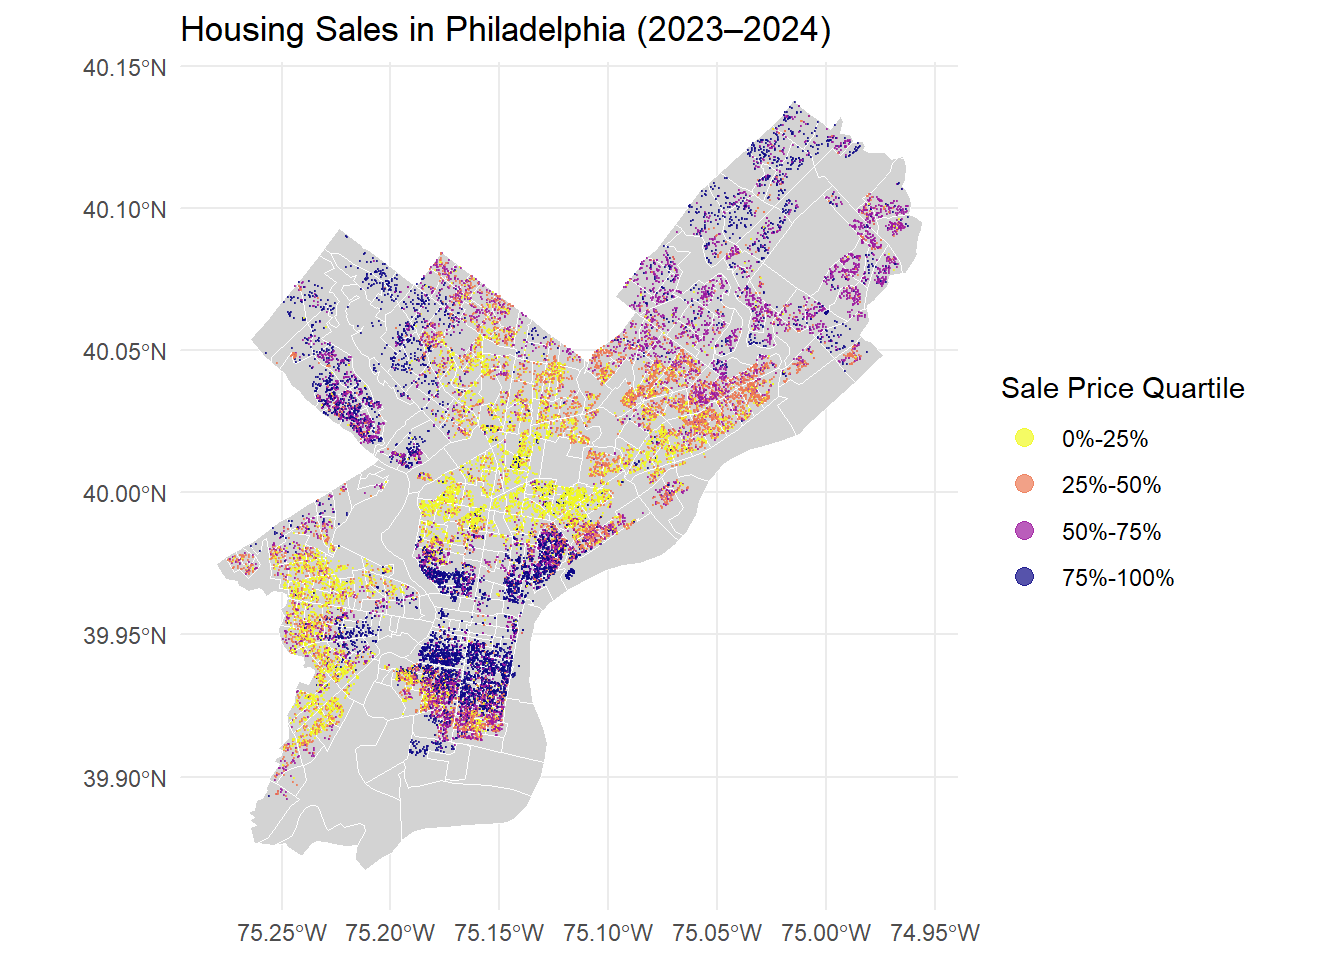 Housing Sales in Philadelphia (2023–2024)
40.15°N
40.10°N
40.05°N
40.00°N
39.95°N
39.90°N
75.25°W 75.20°W 75.15°W 75.10°W 75.05°W 75.00°W 74.95°W
Sale Price Quartile
0%-25%
25%-50%
50%-75%
75%-100%